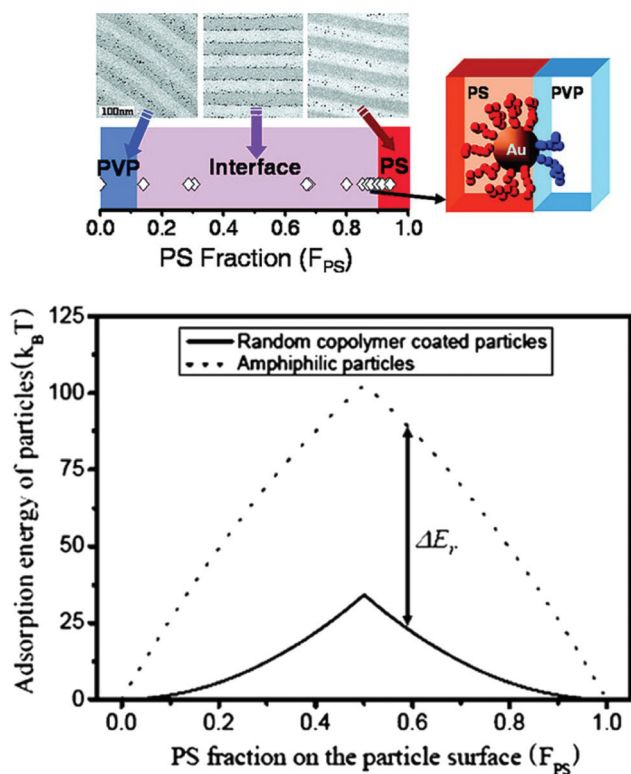 100nm
PVP
Interface
PS
0.0 0.2 0.4 0.6 0.8 1.0
PS Fraction (F_PS)
PS
PVP
Au
125
100
75
50
25
0
Adsorption energy of particles(k_BT)
Random copolymer coated particles
Amphiphilic particles
ΔE_r
0.0 0.2 0.4 0.6 0.8 1.0
PS fraction on the particle surface (F_PS)